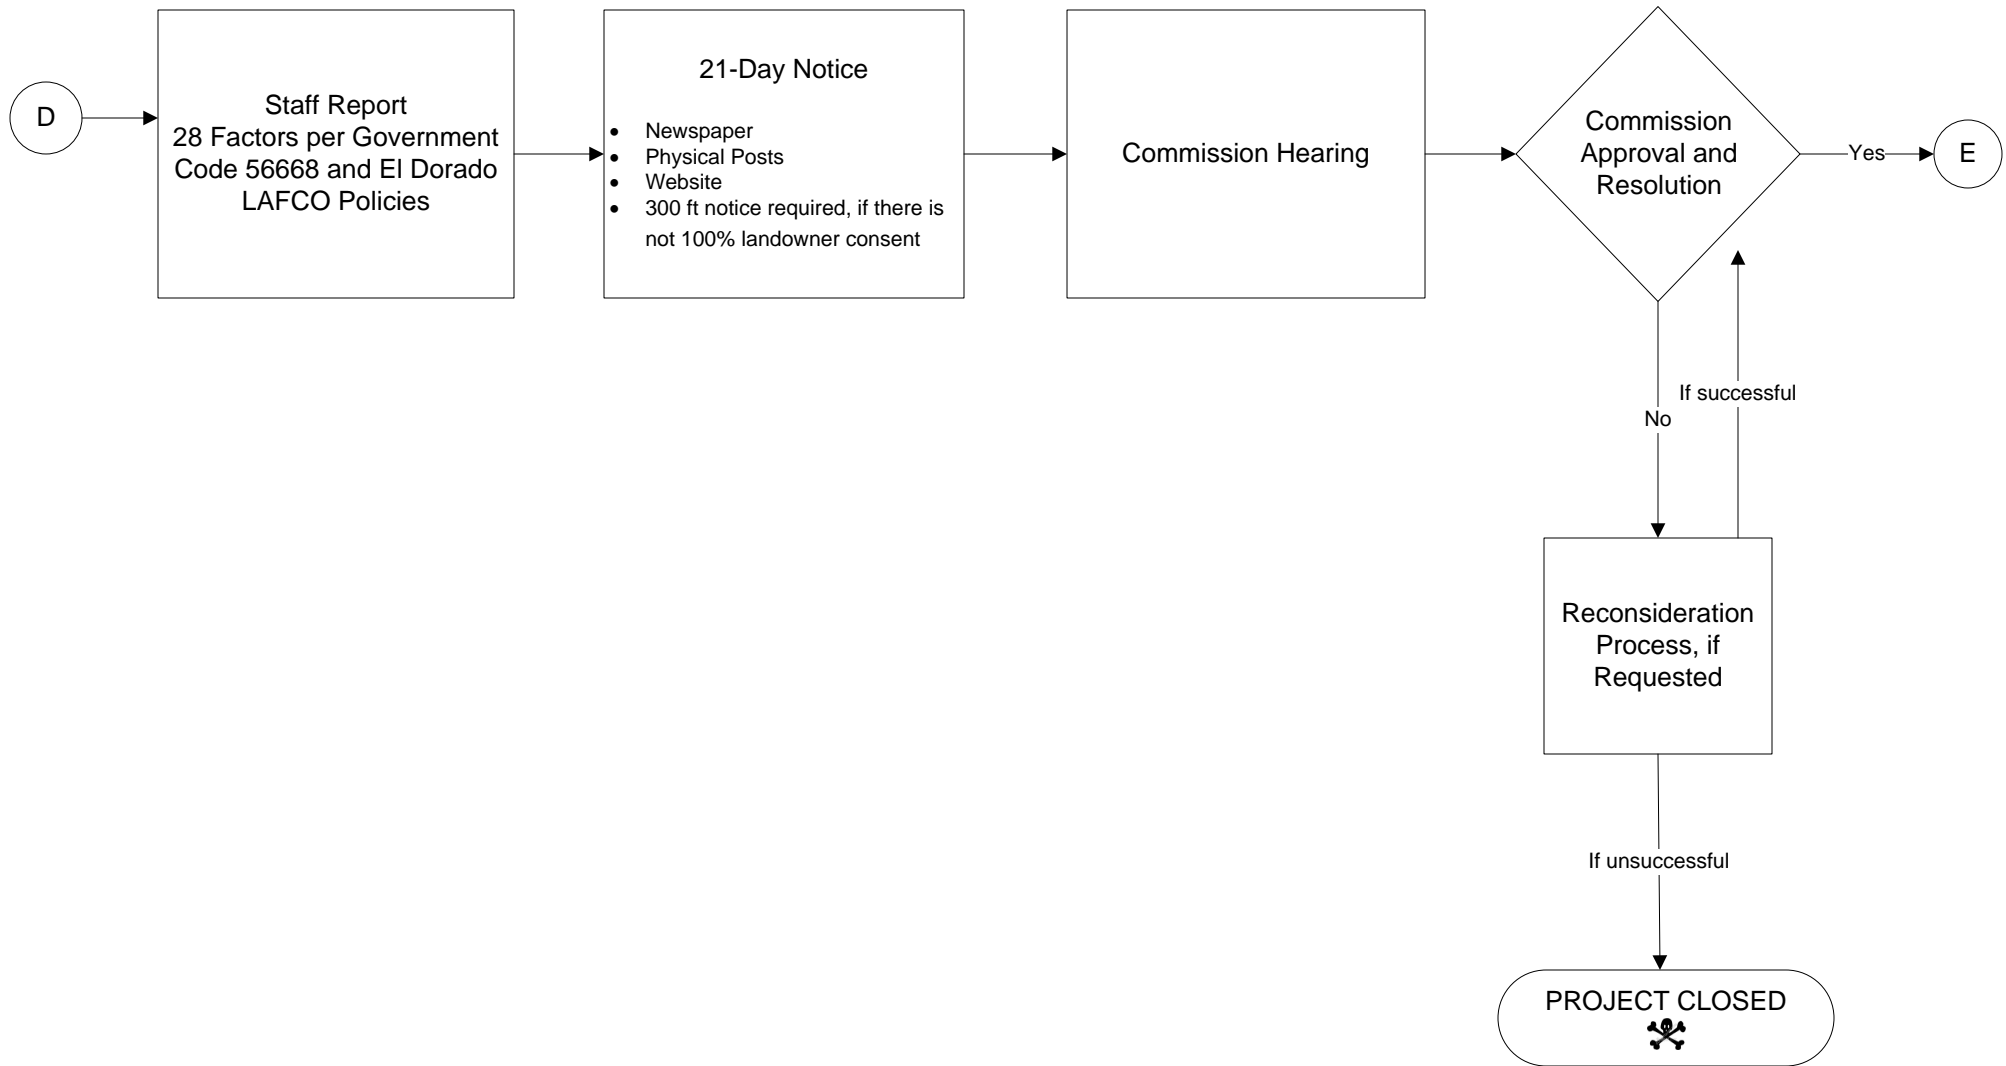 D
Staff Report
28 Factors per Government
Code 56668 and El Dorado
LAFCO Policies
21-Day Notice
• Newspaper
• Physical Posts
• Website
• 300 ft notice required, if there is
not 100% landowner consent
Commission Hearing
Commission
Approval and
Resolution
Yes
E
If successful
No
Reconsideration
Process, if
Requested
If unsuccessful
PROJECT CLOSED